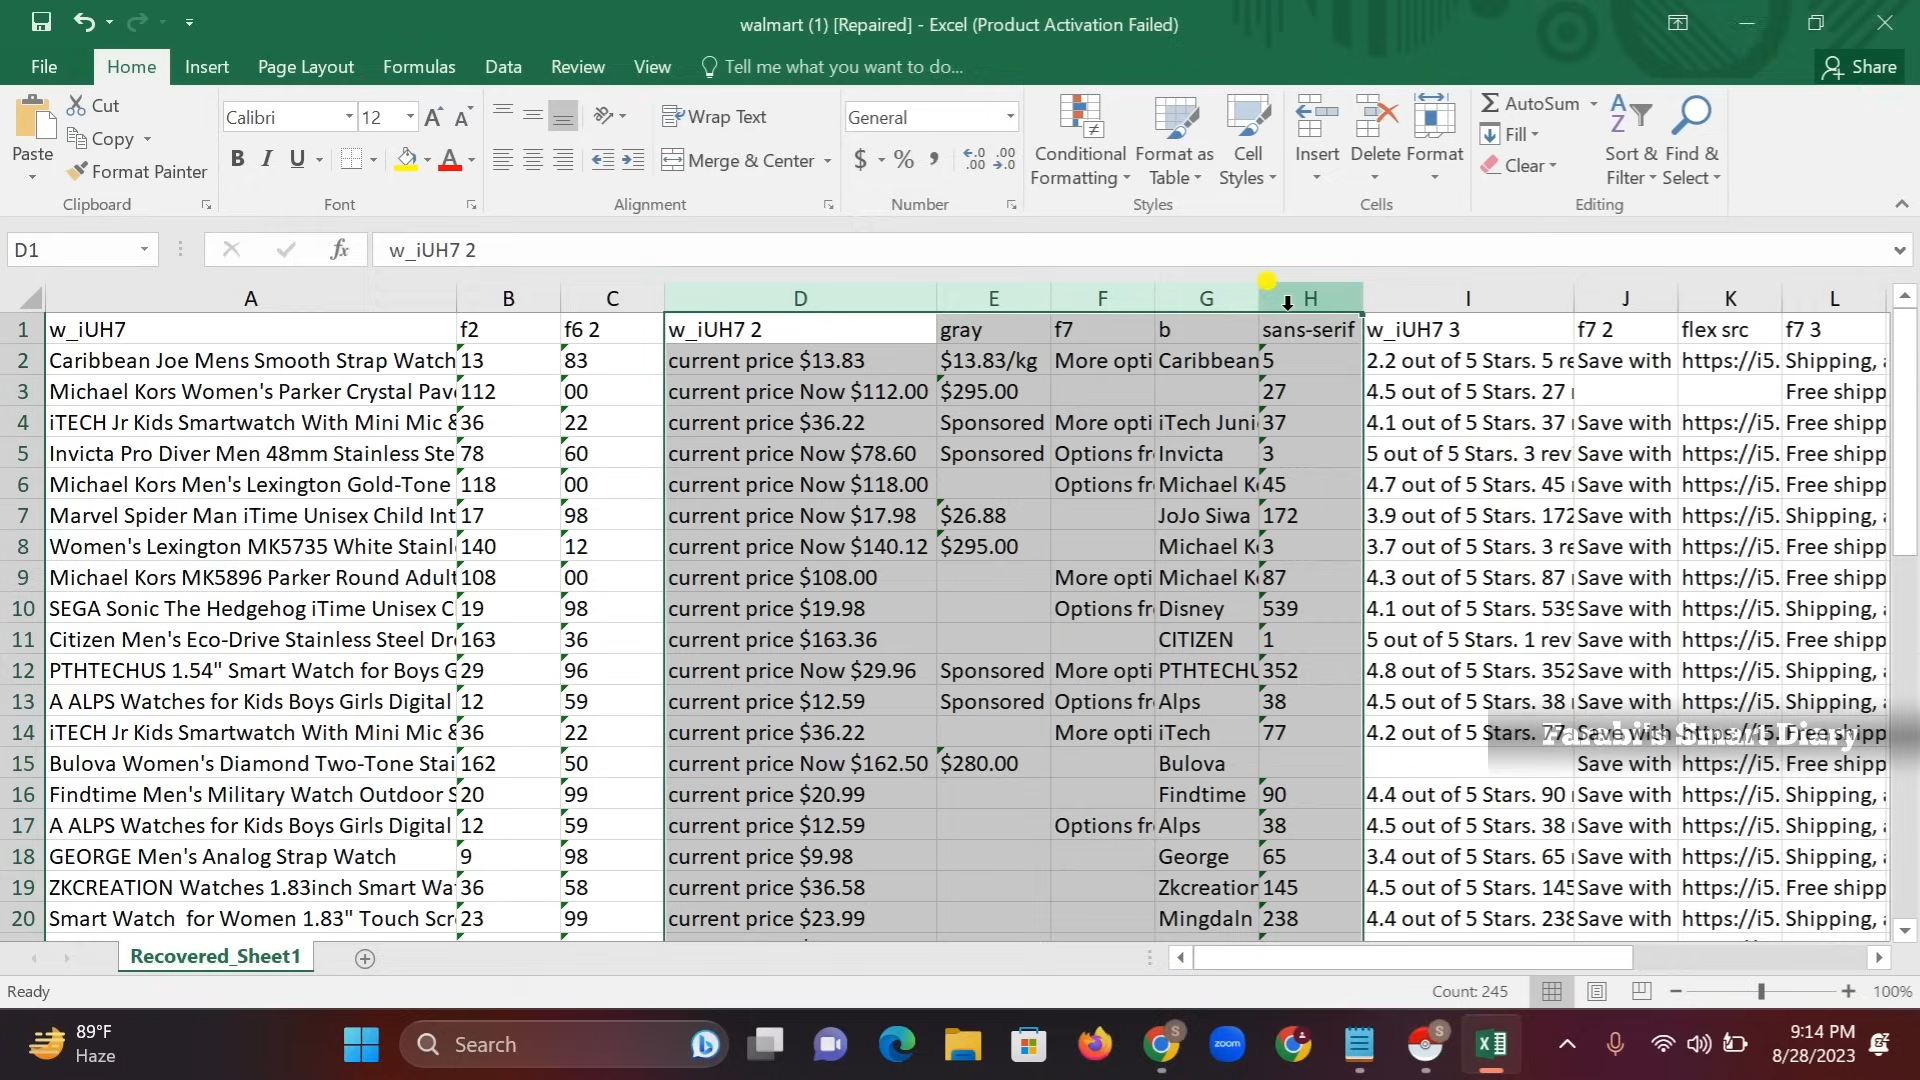 walmart (1) [Repaired] - Excel (Product Activation Failed)
File Home Insert Page Layout Formulas Data Review View Tell me what you want to do... Share
Paste Cut Copy Format Painter Clipboard
Calibri 12 B I U A Font
Wrap Text Merge & Center Alignment
General $ % Number
Conditional Formatting Format as Table Cell Styles Styles
Insert Delete Format Cells
AutoSum Fill Clear Sort & Filter Find & Select Editing
D1 fx w_iUH7 2
A B C D E F G H I J K L
1 w_iUH7 f2 f6 2 w_iUH7 2 gray f7 b sans-serif w_iUH7 3 f7 2 flex src f7 3
2 Caribbean Joe Mens Smooth Strap Watch 13 83 current price $13.83 $13.83/kg More opti Caribbean 5 2.2 out of 5 Stars. 5 re Save with https://i5. Shipping, a
3 Michael Kors Women's Parker Crystal Pav 112 00 current price Now $112.00 $295.00 27 4.5 out of 5 Stars. 27 r Free shipp
4 iTECH Jr Kids Smartwatch With Mini Mic & 36 22 current price $36.22 Sponsored More opti iTech Juni 37 4.1 out of 5 Stars. 37 r Save with https://i5. Free shipp
5 Invicta Pro Diver Men 48mm Stainless Ste 78 60 current price Now $78.60 Sponsored Options fr Invicta 3 5 out of 5 Stars. 3 rev Save with https://i5. Free shipp
6 Michael Kors Men's Lexington Gold-Tone 118 00 current price Now $118.00 Options fr Michael Ko 45 4.7 out of 5 Stars. 45 r Save with https://i5. Free shipp
7 Marvel Spider Man iTime Unisex Child Int 17 98 current price Now $17.98 $26.88 JoJo Siwa 172 3.9 out of 5 Stars. 172 Save with https://i5. Shipping, a
8 Women's Lexington MK5735 White Stainl 140 12 current price Now $140.12 $295.00 Michael Ko 3 3.7 out of 5 Stars. 3 re Save with https://i5. Free shipp
9 Michael Kors MK5896 Parker Round Adult 108 00 current price $108.00 More opti Michael Ko 87 4.3 out of 5 Stars. 87 r Save with https://i5. Free shipp
10 SEGA Sonic The Hedgehog iTime Unisex C 19 98 current price $19.98 Options fr Disney 539 4.1 out of 5 Stars. 539 Save with https://i5. Shipping, a
11 Citizen Men's Eco-Drive Stainless Steel Dr 163 36 current price $163.36 CITIZEN 1 5 out of 5 Stars. 1 rev Save with https://i5. Free shipp
12 PTHTECHUS 1.54" Smart Watch for Boys G 29 96 current price Now $29.96 Sponsored More opti PTHTECHU 352 4.8 out of 5 Stars. 352 Save with https://i5. Shipping, a
13 A ALPS Watches for Kids Boys Girls Digital 12 59 current price $12.59 Sponsored Options fr Alps 38 4.5 out of 5 Stars. 38 r Save with https://i5. Shipping, a
14 iTECH Jr Kids Smartwatch With Mini Mic & 36 22 current price $36.22 More opti iTech 77 4.2 out of 5 Stars. 77 Save with https://i5. Free shipp
Farabi's Smart Diary
15 Bulova Women's Diamond Two-Tone Stai 162 50 current price Now $162.50 $280.00 Bulova Save with https://i5. Free shipp
16 Findtime Men's Military Watch Outdoor S 20 99 current price $20.99 Findtime 90 4.4 out of 5 Stars. 90 r Save with https://i5. Shipping, a
17 A ALPS Watches for Kids Boys Girls Digital 12 59 current price $12.59 Options fr Alps 38 4.5 out of 5 Stars. 38 r Save with https://i5. Shipping, a
18 GEORGE Men's Analog Strap Watch 9 98 current price $9.98 George 65 3.4 out of 5 Stars. 65 r Save with https://i5. Shipping, a
19 ZKCREATION Watches 1.83inch Smart Wa 36 58 current price $36.58 Zkcreation 145 4.5 out of 5 Stars. 145 Save with https://i5. Free shipp
20 Smart Watch for Women 1.83" Touch Scr 23 99 current price $23.99 Mingdaln 238 4.4 out of 5 Stars. 238 Save with https://i5. Shipping, a
Recovered_Sheet1
Ready Count: 245 100%
89°F
Haze
Search
zoom
9:14 PM
8/28/2023